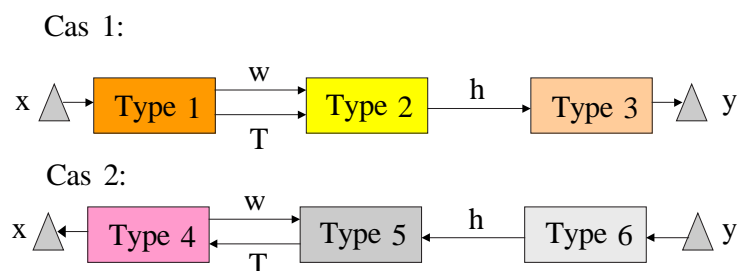 Cas 1:
x Type 1 w T Type 2 h Type 3 y
Cas 2:
x Type 4 w T Type 5 h Type 6 y